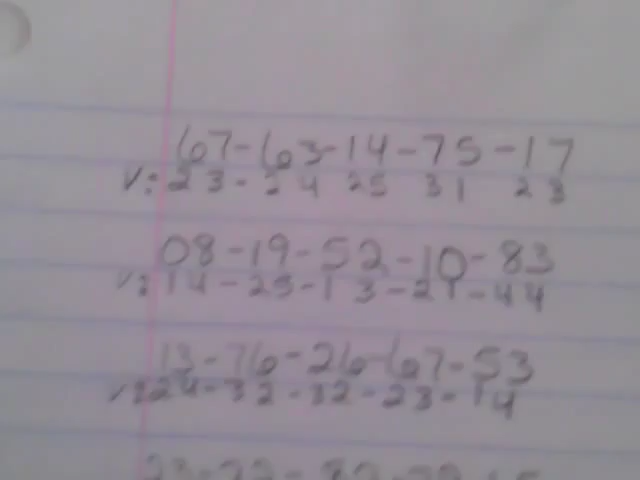 67-63-14-75-17
V: 23-24 25 31 23
08-19-52-10-83
V: 14-25-13-21-44
13-76-26-67-53
V: 24-32-32-23-14